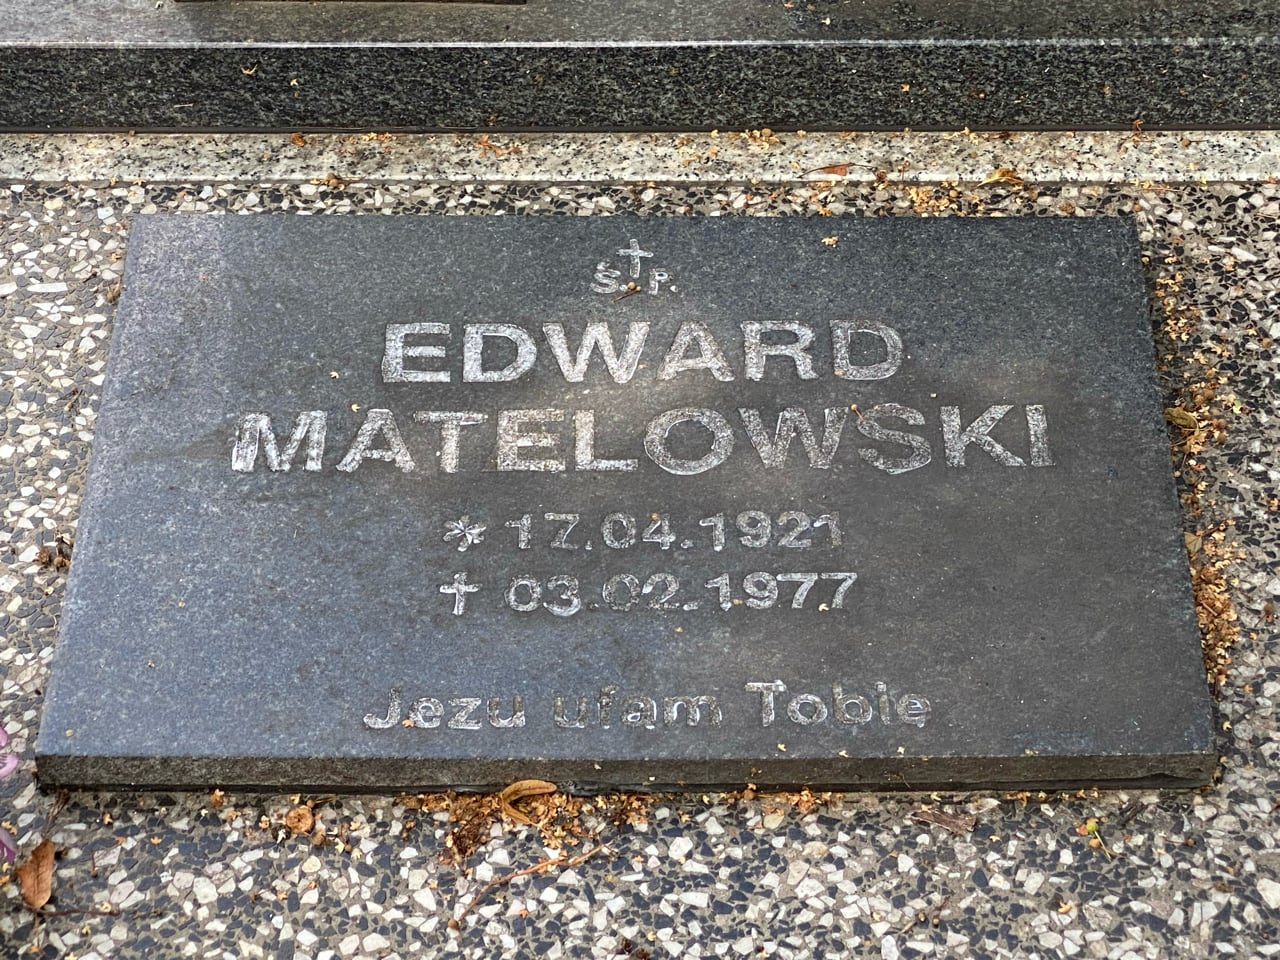 Ś. † P.
EDWARD
MATELOWSKI
* 17.04.1921
† 03.02.1977
Jezu ufam Tobie